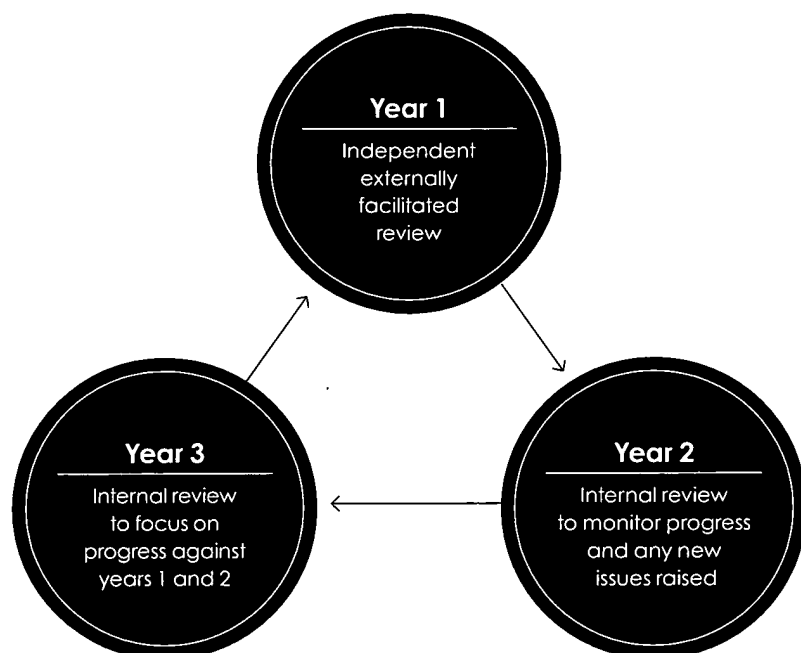 Year 1
Independent
externally
facilitated
review
Year 3
Internal review
to focus on
progress against
years 1 and 2
Year 2
Internal review
to monitor progress
and any new
issues raised